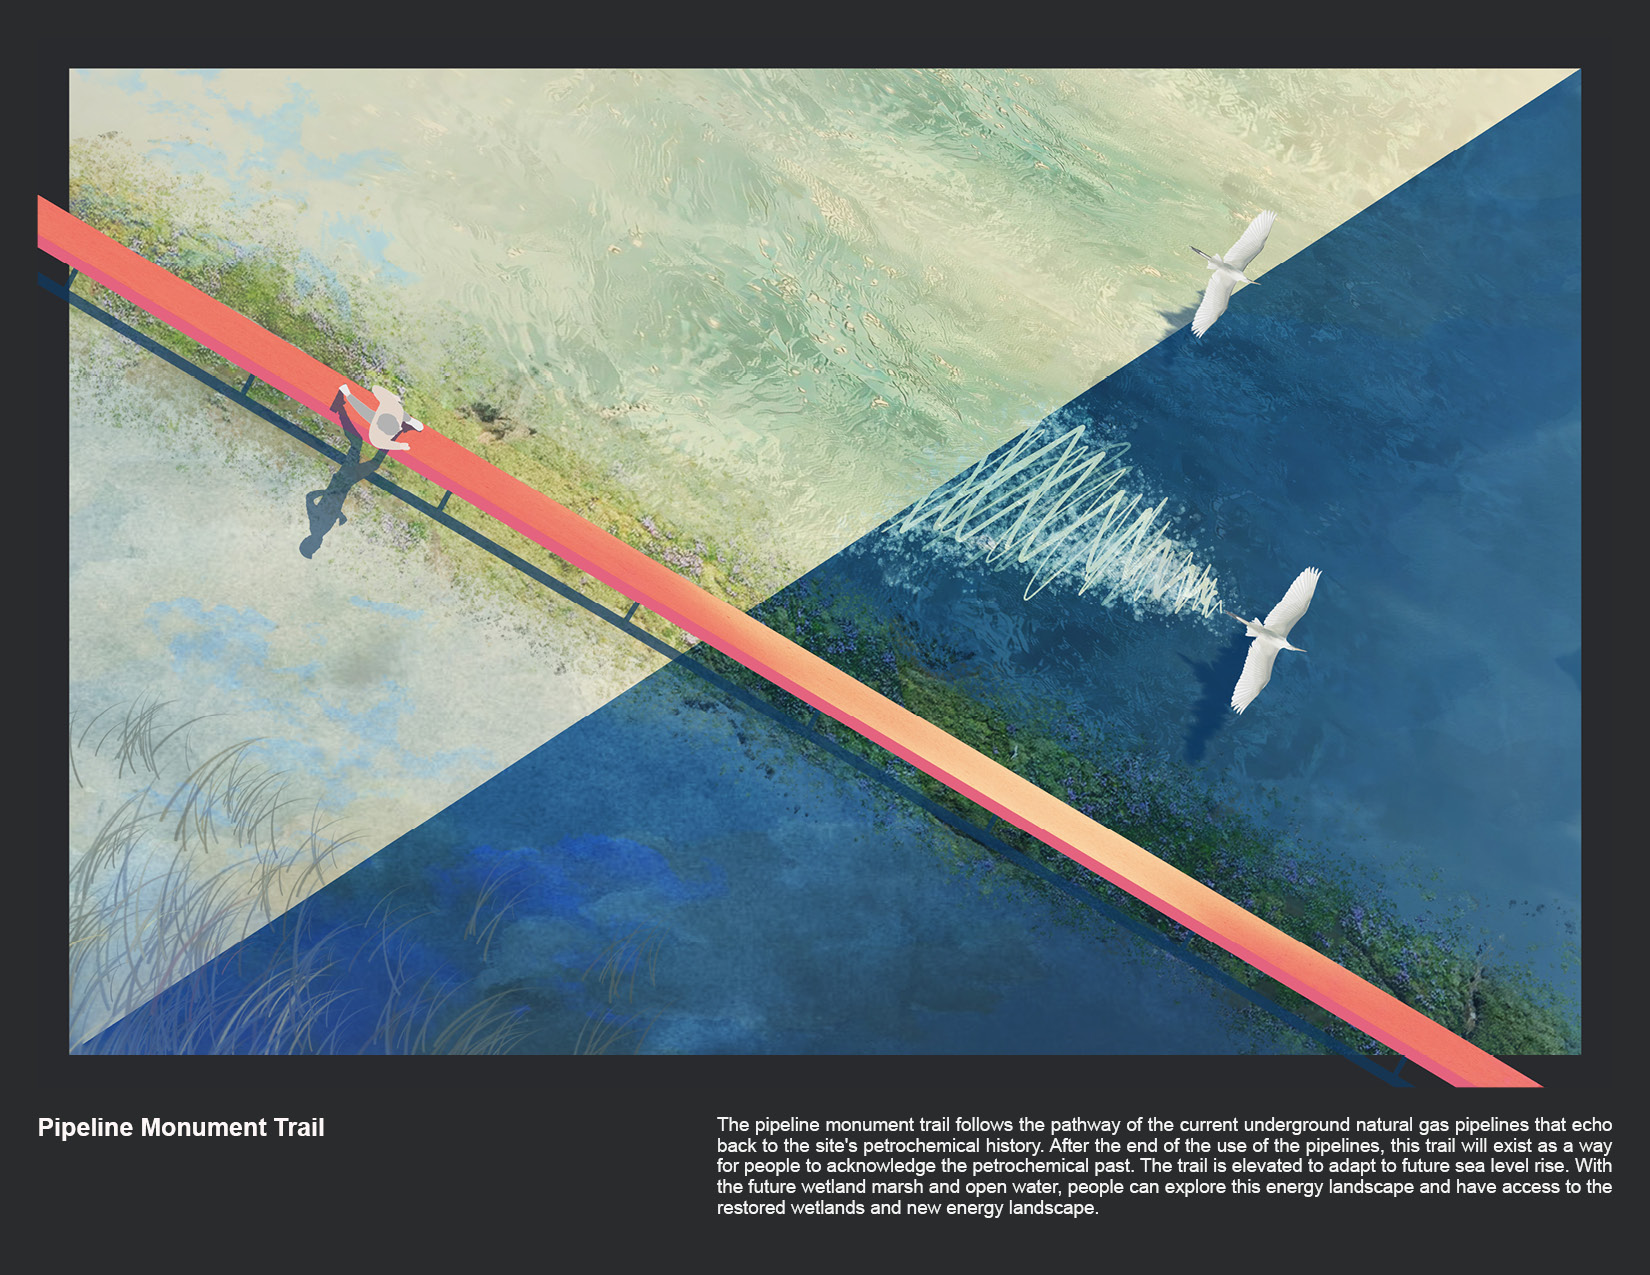 Pipeline Monument Trail
The pipeline monument trail follows the pathway of the current underground natural gas pipelines that echo
back to the site's petrochemical history. After the end of the use of the pipelines, this trail will exist as a way
for people to acknowledge the petrochemical past. The trail is elevated to adapt to future sea level rise. With
the future wetland marsh and open water, people can explore this energy landscape and have access to the
restored wetlands and new energy landscape.